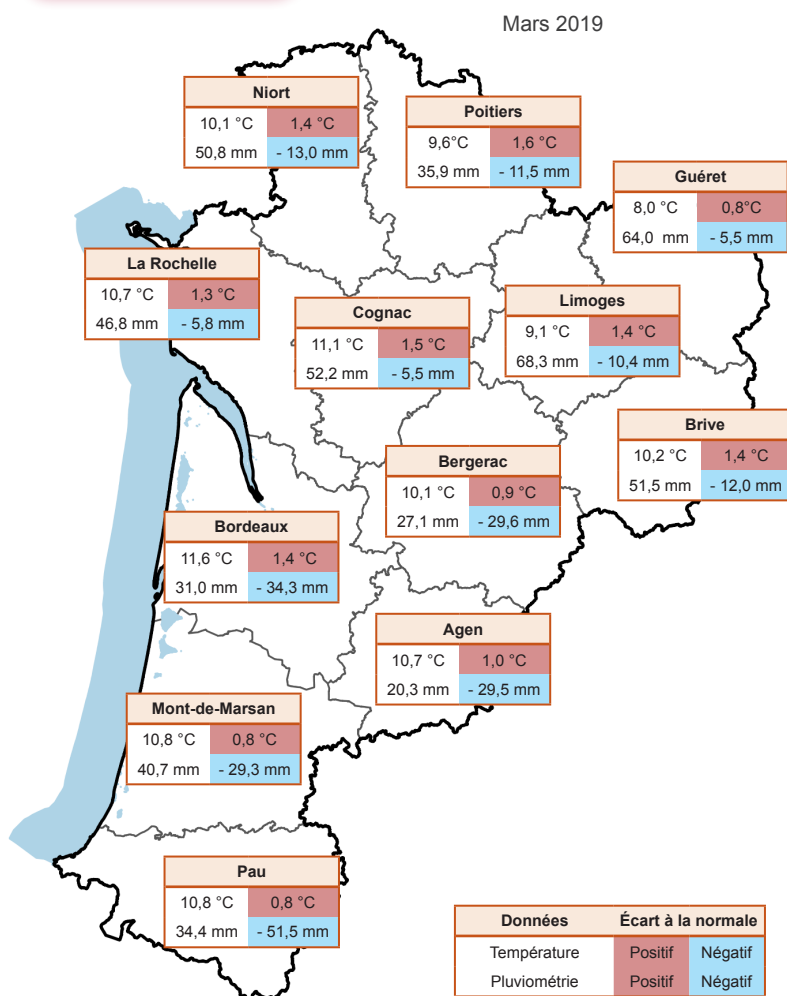 Mars 2019
Niort
10,1 °C 1,4 °C
50,8 mm - 13,0 mm
Poitiers
9,6°C 1,6 °C
35,9 mm - 11,5 mm
Guéret
8,0 °C 0,8°C
64,0 mm - 5,5 mm
La Rochelle
10,7 °C 1,3 °C
46,8 mm - 5,8 mm
Cognac
11,1 °C 1,5 °C
52,2 mm - 5,5 mm
Limoges
9,1 °C 1,4 °C
68,3 mm - 10,4 mm
Brive
10,2 °C 1,4 °C
51,5 mm - 12,0 mm
Bergerac
10,1 °C 0,9 °C
27,1 mm - 29,6 mm
Bordeaux
11,6 °C 1,4 °C
31,0 mm - 34,3 mm
Agen
10,7 °C 1,0 °C
20,3 mm - 29,5 mm
Mont-de-Marsan
10,8 °C 0,8 °C
40,7 mm - 29,3 mm
Pau
10,8 °C 0,8 °C
34,4 mm - 51,5 mm
Données Écart à la normale
Température Positif Négatif
Pluviométrie Positif Négatif